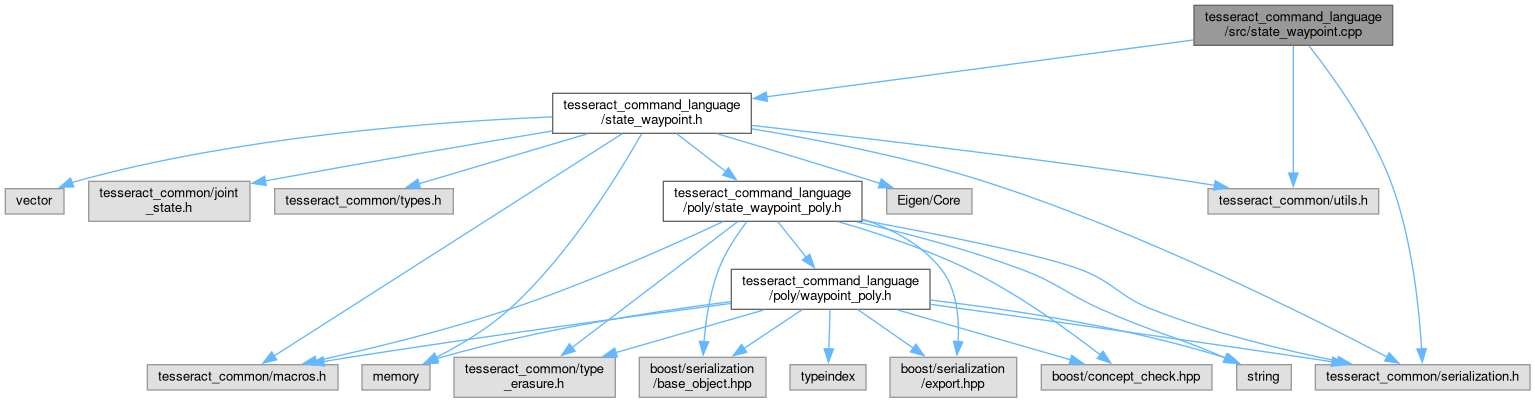 tesseract_command_language
/src/state_waypoint.cpp
tesseract_command_language
/state_waypoint.h
vector
tesseract_common/joint
_state.h
tesseract_common/types.h
tesseract_command_language
/poly/state_waypoint_poly.h
Eigen/Core
tesseract_common/utils.h
tesseract_command_language
/poly/waypoint_poly.h
tesseract_common/macros.h
memory
tesseract_common/type
_erasure.h
boost/serialization
/base_object.hpp
typeindex
boost/serialization
/export.hpp
boost/concept_check.hpp
string
tesseract_common/serialization.h